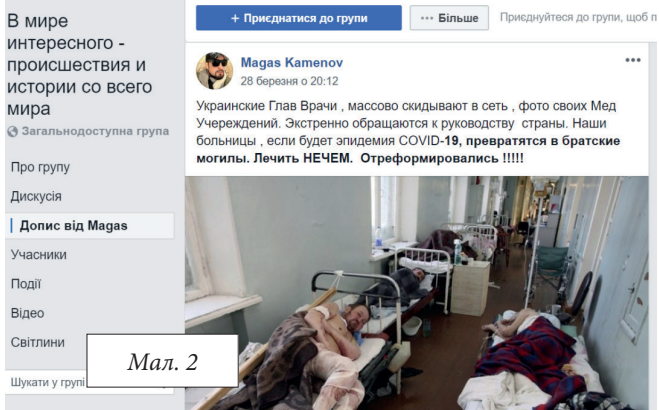 В мире
интересного -
происшествия и
истории со всего
мира
Загальнодоступна група
Про групу
Дискусія
Допис від Magas
Учасники
Події
Відео
Світлини
Шукати у групі
+ Приєднатися до групи
••• Більше
Приєднуйтеся до групи, щоб п
Magas Kamenov
28 березня о 20:12
Украинские Глав Врачи , массово скидывают в сеть , фото своих Мед
Учереждений. Экстренно обращаются к руководству страны. Наши
больницы , если будет эпидемия COVID-19, превратятся в братские
могилы. Лечить НЕЧЕМ. Отреформировались !!!!!
Мал. 2